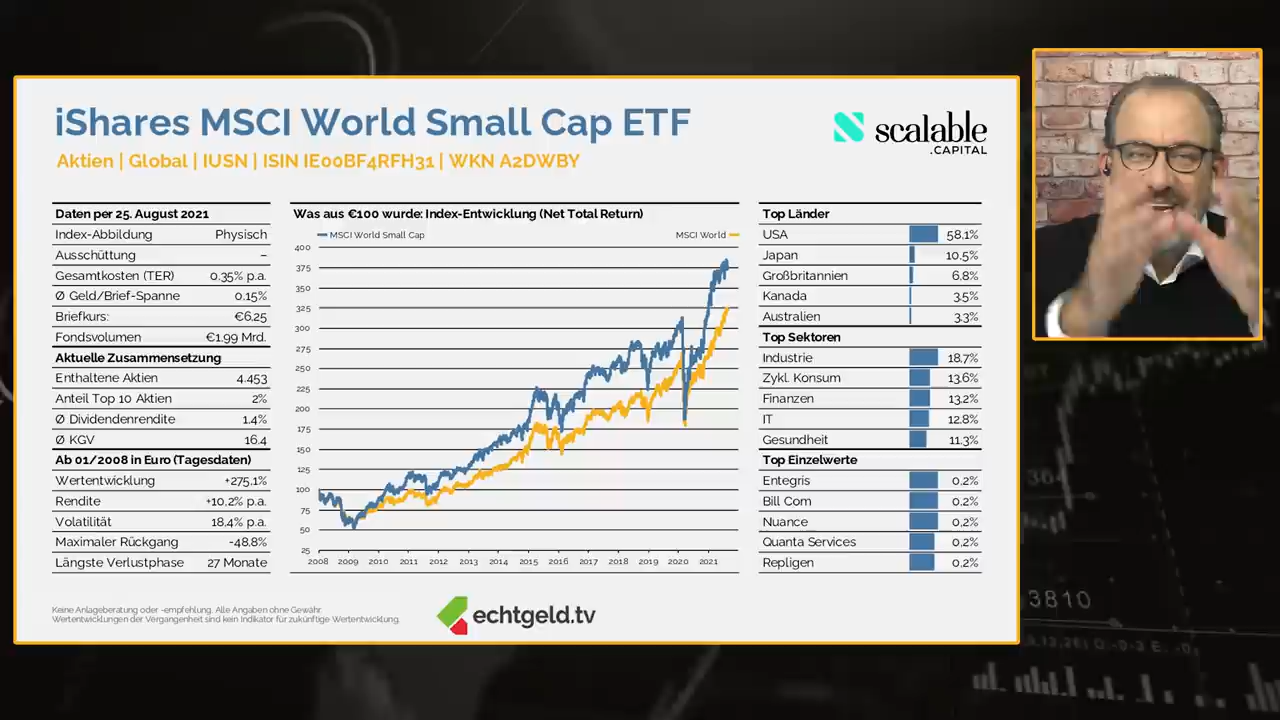 iShares MSCI World Small Cap ETF
Aktien | Global | IUSN | ISIN IE00BF4RFH31 | WKN A2DWBY
scalable
.CAPITAL
Daten per 25. August 2021
Index-Abbildung Physisch
Ausschüttung –
Gesamtkosten (TER) 0.35% p.a.
Ø Geld/Brief-Spanne 0.15%
Briefkurs: €6.25
Fondsvolumen €1.99 Mrd.
Aktuelle Zusammensetzung
Enthaltene Aktien 4.453
Anteil Top 10 Aktien 2%
Ø Dividendenrendite 1.4%
Ø KGV 16.4
Ab 01/2008 in Euro (Tagesdaten)
Wertentwicklung +275.1%
Rendite +10,2% p.a.
Volatilität 18.4% p.a.
Maximaler Rückgang -48.8%
Längste Verlustphase 27 Monate
Was aus €100 wurde: Index-Entwicklung (Net Total Return)
MSCI World Small Cap MSCI World
400
375
350
325
300
275
250
225
200
175
150
125
100
75
50
25
2008 2009 2010 2011 2012 2013 2014 2015 2016 2017 2018 2019 2020 2021
Top Länder
USA 58.1%
Japan 10.5%
Großbritannien 6.8%
Kanada 3.5%
Australien 3.3%
Top Sektoren
Industrie 18.7%
Zykl. Konsum 13.6%
Finanzen 13,2%
IT 12.8%
Gesundheit 11.3%
Top Einzelwerte
Entegris 0.2%
Bill Com 0,2%
Nuance 0,2%
Quanta Services 0,2%
Repligen 0,2%
Keine Anlageberatung oder -empfehlung. Alle Angaben ohne Gewähr.
Wertentwicklungen der Vergangenheit sind kein Indikator für zukünftige Wertentwicklung.
echtgeld.tv
3810